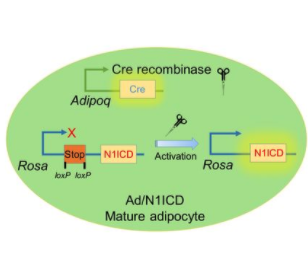 Cre recombinase
Cre
Adipoq
X
Stop
N1ICD
Rosa
loxP loxP
Activation
Rosa
N1ICD
Ad/N1ICD
Mature adipocyte